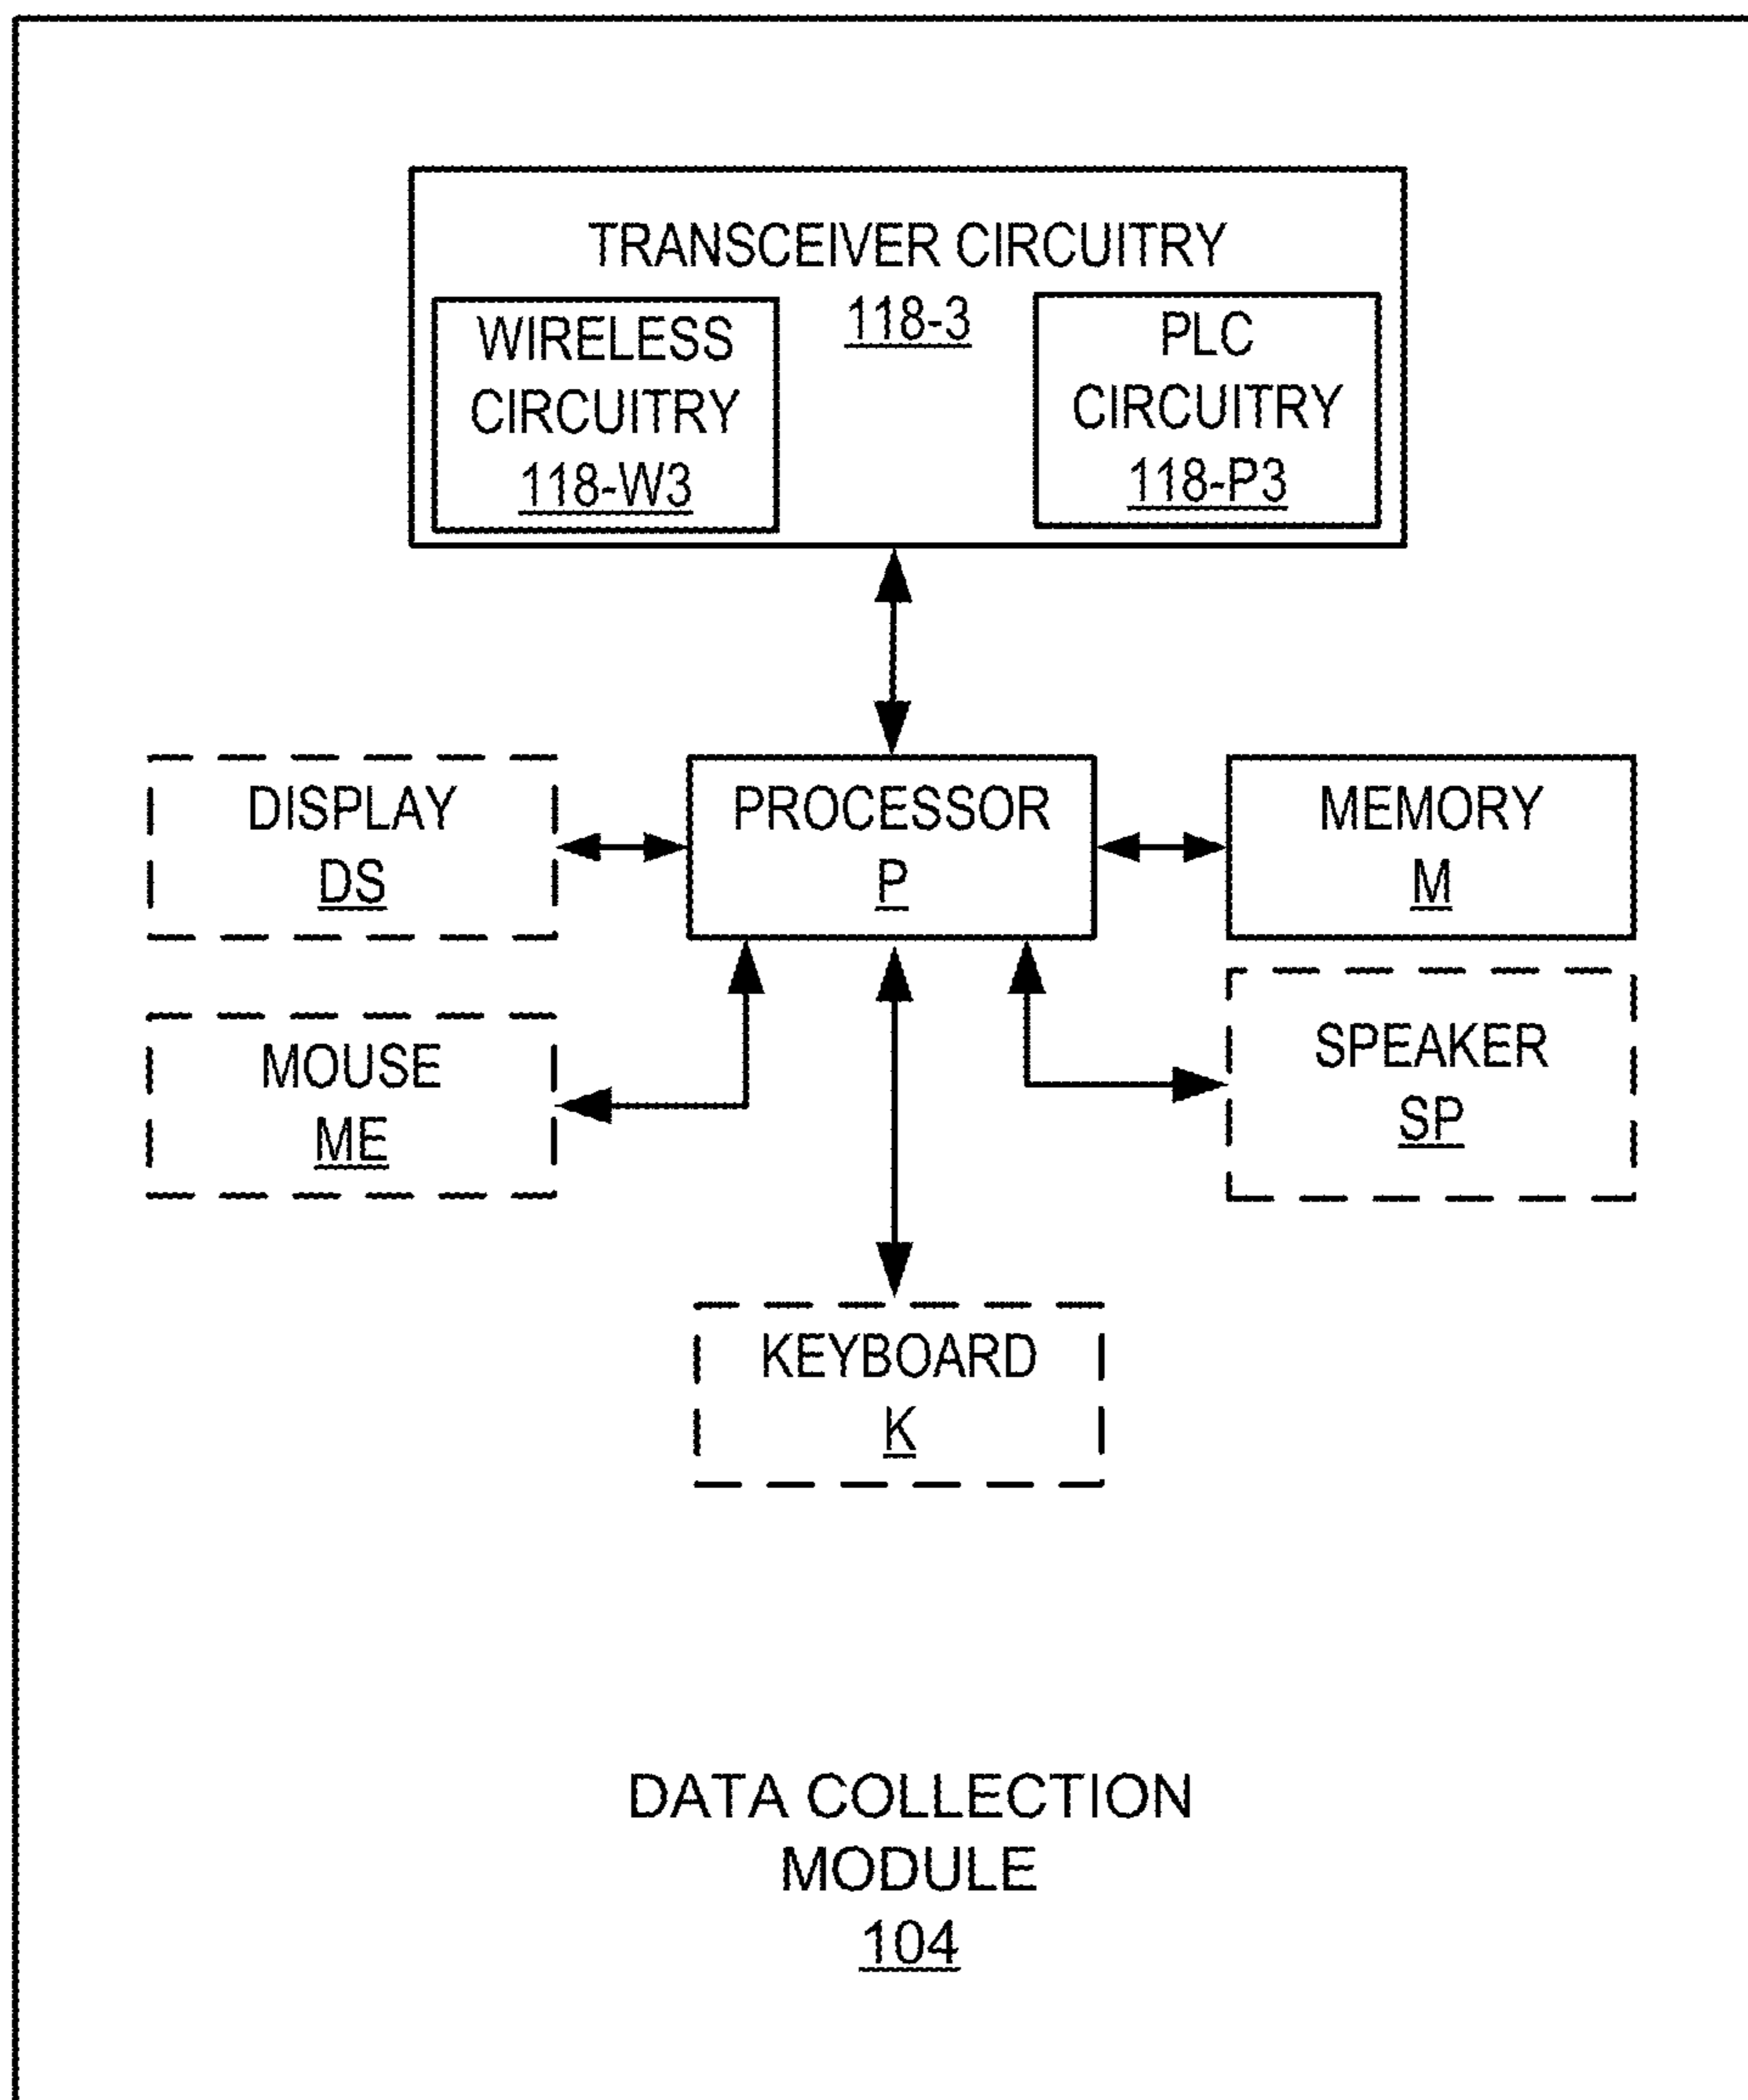 TRANSCEIVER CIRCUITRY
118-3
WIRELESS
CIRCUITRY
118-W3
PLC
CIRCUITRY
118-P3
DISPLAY
DS
PROCESSOR
P
MEMORY
M
MOUSE
ME
SPEAKER
SP
KEYBOARD
K
DATA COLLECTION
MODULE
104